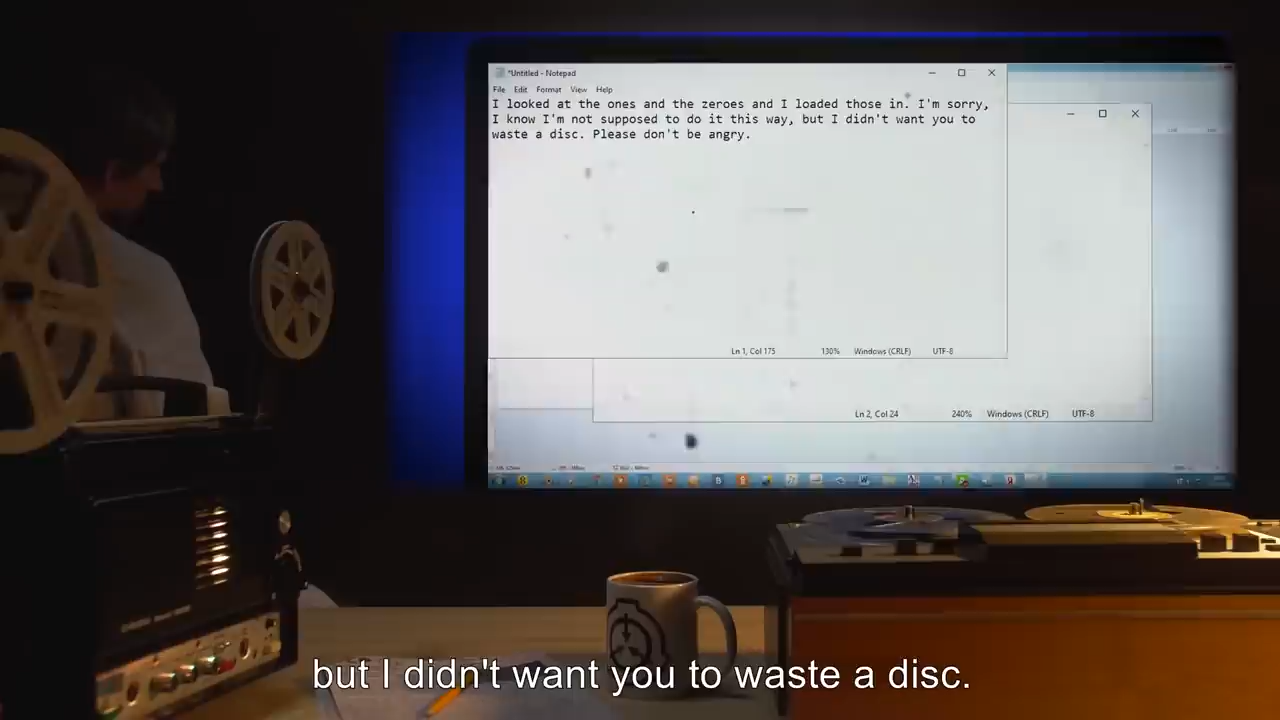 *Untitled - Notepad
File Edit Format View Help
I looked at the ones and the zeroes and I loaded those in. I'm sorry,
I know I'm not supposed to do it this way, but I didn't want you to
waste a disc. Please don't be angry.
Ln 1, Col 175 130% Windows (CRLF) UTF-8
Ln 2, Col 24 240% Windows (CRLF) UTF-8
but I didn't want you to waste a disc.